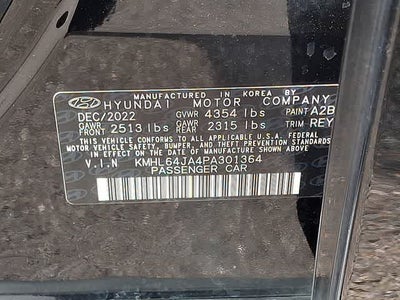 MANUFACTURED IN KOREA BY
HYUNDAI MOTOR COMPANY
DEC/2022 GVWR 4354 lbs PAINT A2B
GAWR FRONT 2513 lbs GAWR REAR 2315 lbs TRIM REY
THIS VEHICLE CONFORMS TO ALL APPLICABLE U.S.A. FEDERAL
MOTOR VEHICLE SAFETY, BUMPER, AND THEFT PREVENTION
STANDARDS IN EFFECT ON THE DATE OF MANUFACTURE SHOWN ABOVE.
V.I.N KMHL64JA4PA301364
PASSENGER CAR